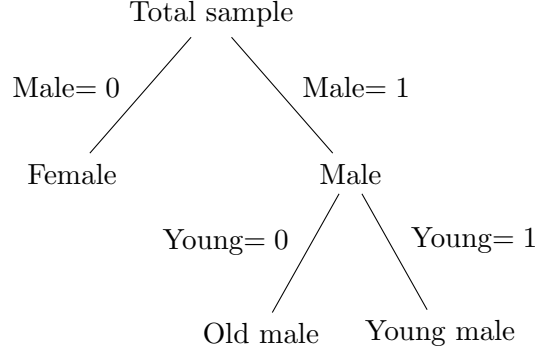 Total sample
Male= 0
Male= 1
Female
Male
Young= 0
Young= 1
Old male
Young male